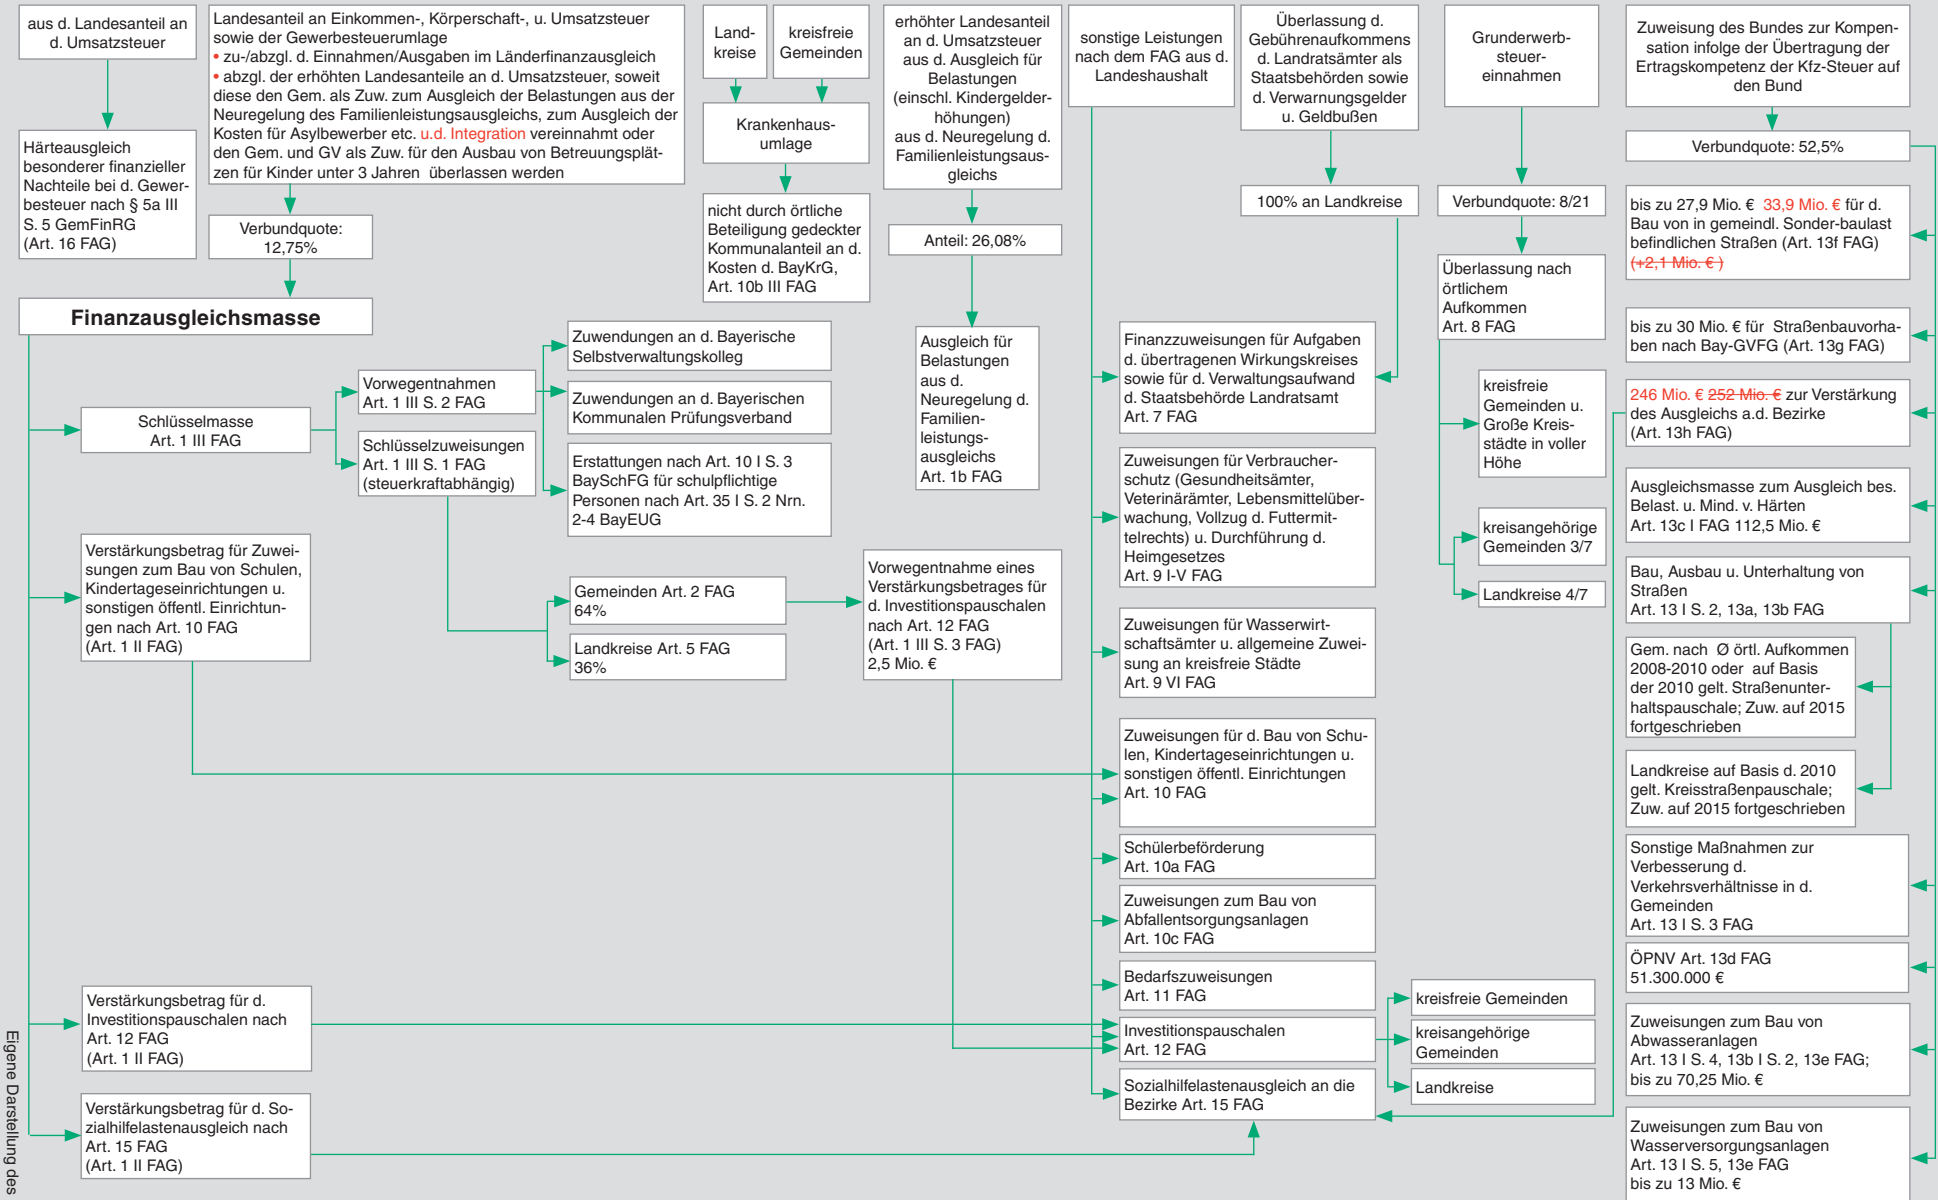 aus d. Landesanteil an
d. Umsatzsteuer
Härteausgleich
besonderer finanzieller
Nachteile bei d. Gewer-
besteuer nach § 5a III
S. 5 GemFinRG
(Art. 16 FAG)
Landesanteil an Einkommen-, Körperschaft-, u. Umsatzsteuer
sowie der Gewerbesteuerumlage
• zu-/abzgl. d. Einnahmen/Ausgaben im Länderfinanzausgleich
• abzgl. der erhöhten Landesanteile an d. Umsatzsteuer, soweit
diese den Gem. als Zuw. zum Ausgleich der Belastungen aus der
Neuregelung des Familienleistungsausgleichs, zum Ausgleich der
Kosten für Asylbewerber etc. u.d. Integration vereinnahmt oder
den Gem. und GV als Zuw. für den Ausbau von Betreuungsplät-
zen für Kinder unter 3 Jahren überlassen werden
Verbundquote:
12,75%
Finanzausgleichsmasse
Schlüsselmasse
Art. 1 III FAG
Vorwegentnahmen
Art. 1 III S. 2 FAG
Schlüsselzuweisungen
Art. 1 III S. 1 FAG
(steuerkraftabhängig)
Zuwendungen an d. Bayerische
Selbstverwaltungskolleg
Zuwendungen an d. Bayerischen
Kommunalen Prüfungsverband
Erstattungen nach Art. 10 I S. 3
BaySchFG für schulpflichtige
Personen nach Art. 35 I S. 2 Nrn.
2-4 BayEUG
Gemeinden Art. 2 FAG
64%
Landkreise Art. 5 FAG
36%
Vorwegentnahme eines
Verstärkungsbetrages für
d. Investitionspauschalen
nach Art. 12 FAG
(Art. 1 III S. 3 FAG)
2,5 Mio. €
Verstärkungsbetrag für Zuwei-
sungen zum Bau von Schulen,
Kindertageseinrichtungen u.
sonstigen öffentl. Einrichtun-
gen nach Art. 10 FAG
(Art. 1 II FAG)
Verstärkungsbetrag für d.
Investitionspauschalen nach
Art. 12 FAG
(Art. 1 II FAG)
Verstärkungsbetrag für d. So-
zialhilfelastenausgleich nach
Art. 15 FAG
(Art. 1 II FAG)
Land-
kreise
kreisfreie
Gemeinden
Krankenhaus-
umlage
nicht durch örtliche
Beteiligung gedeckter
Kommunalanteil an d.
Kosten d. BayKrG,
Art. 10b III FAG
erhöhter Landesanteil
an d. Umsatzsteuer
aus d. Ausgleich für
Belastungen
(einschl. Kindergelder-
höhungen)
aus d. Neuregelung d.
Familienleistungsaus-
gleichs
Anteil: 26,08%
Ausgleich für
Belastungen
aus d.
Neuregelung d.
Familien-
leistungs-
ausgleichs
Art. 1b FAG
sonstige Leistungen
nach dem FAG aus d.
Landeshaushalt
Überlassung d.
Gebührenaufkommens
d. Landratsämter als
Staatsbehörden sowie
d. Verwarnungsgelder
u. Geldbußen
100% an Landkreise
Finanzzuweisungen für Aufgaben
d. übertragenen Wirkungskreises
sowie für d. Verwaltungsaufwand
d. Staatsbehörde Landratsamt
Art. 7 FAG
Zuweisungen für Verbraucher-
schutz (Gesundheitsämter,
Veterinärämter, Lebensmittelüber-
wachung, Vollzug d. Futtermit-
telrechts) u. Durchführung d.
Heimgesetzes
Art. 9 I-V FAG
Zuweisungen für Wasserwirt-
schaftsämter u. allgemeine Zuwei-
sung an kreisfreie Städte
Art. 9 VI FAG
Zuweisungen für d. Bau von Schu-
len, Kindertageseinrichtungen u.
sonstigen öffentl. Einrichtungen
Art. 10 FAG
Schülerbeförderung
Art. 10a FAG
Zuweisungen zum Bau von
Abfallentsorgungsanlagen
Art. 10c FAG
Bedarfszuweisungen
Art. 11 FAG
Investitionspauschalen
Art. 12 FAG
Sozialhilfelastenausgleich an die
Bezirke Art. 15 FAG
kreisfreie Gemeinden
kreisangehörige
Gemeinden
Landkreise
Grunderwerb-
steuer-
einnahmen
Verbundquote: 8/21
Überlassung nach
örtlichem
Aufkommen
Art. 8 FAG
kreisfreie
Gemeinden u.
Große Kreis-
städte in voller
Höhe
kreisangehörige
Gemeinden 3/7
Landkreise 4/7
Zuweisung des Bundes zur Kompen-
sation infolge der Übertragung der
Ertragskompetenz der Kfz-Steuer auf
den Bund
Verbundquote: 52,5%
bis zu 27,9 Mio. € 33,9 Mio. € für d.
Bau von in gemeindl. Sonder-baulast
befindlichen Straßen (Art. 13f FAG)
(+2,1 Mio. € )
bis zu 30 Mio. € für Straßenbauvorha-
ben nach Bay-GVFG (Art. 13g FAG)
246 Mio. € 252 Mio. € zur Verstärkung
des Ausgleichs a.d. Bezirke
(Art. 13h FAG)
Ausgleichsmasse zum Ausgleich bes.
Belast. u. Mind. v. Härten
Art. 13c I FAG 112,5 Mio. €
Bau, Ausbau u. Unterhaltung von
Straßen
Art. 13 I S. 2, 13a, 13b FAG
Gem. nach Ø örtl. Aufkommen
2008-2010 oder auf Basis
der 2010 gelt. Straßenunter-
haltspauschale; Zuw. auf 2015
fortgeschrieben
Landkreise auf Basis d. 2010
gelt. Kreisstraßenpauschale;
Zuw. auf 2015 fortgeschrieben
Sonstige Maßnahmen zur
Verbesserung d.
Verkehrsverhältnisse in d.
Gemeinden
Art. 13 I S. 3 FAG
ÖPNV Art. 13d FAG
51.300.000 €
Zuweisungen zum Bau von
Abwasseranlagen
Art. 13 I S. 4, 13b I S. 2, 13e FAG;
bis zu 70,25 Mio. €
Zuweisungen zum Bau von
Wasserversorgungsanlagen
Art. 13 I S. 5, 13e FAG
bis zu 13 Mio. €
Eigene Darstellung des